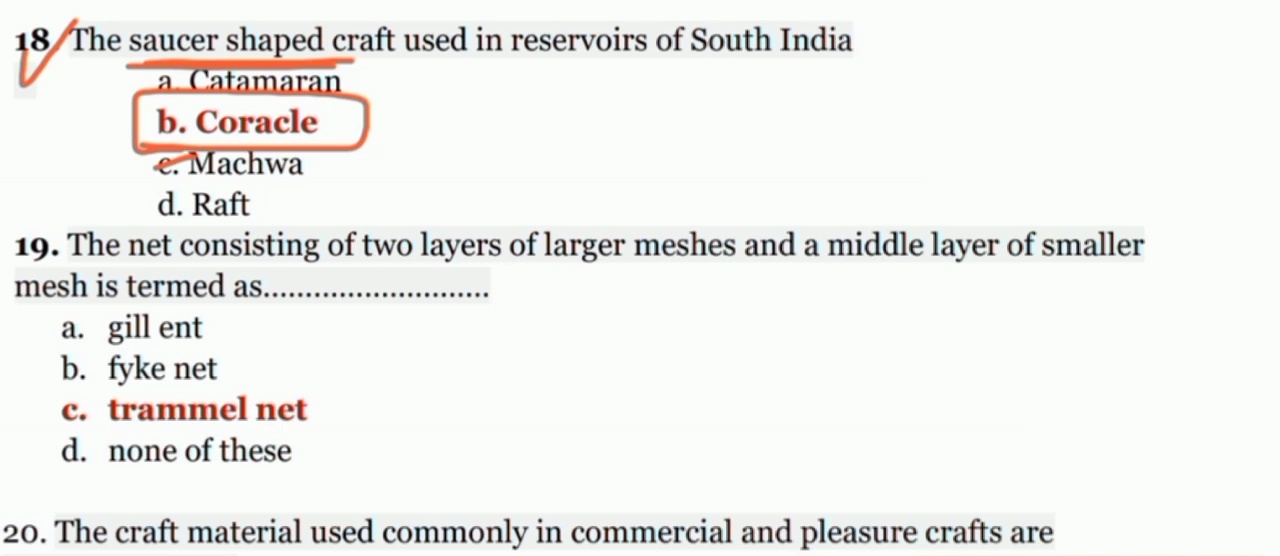 18. The saucer shaped craft used in reservoirs of South India
a. Catamaran
b. Coracle
c. Machwa
d. Raft
19. The net consisting of two layers of larger meshes and a middle layer of smaller
mesh is termed as...........................
a. gill ent
b. fyke net
c. trammel net
d. none of these
20. The craft material used commonly in commercial and pleasure crafts are